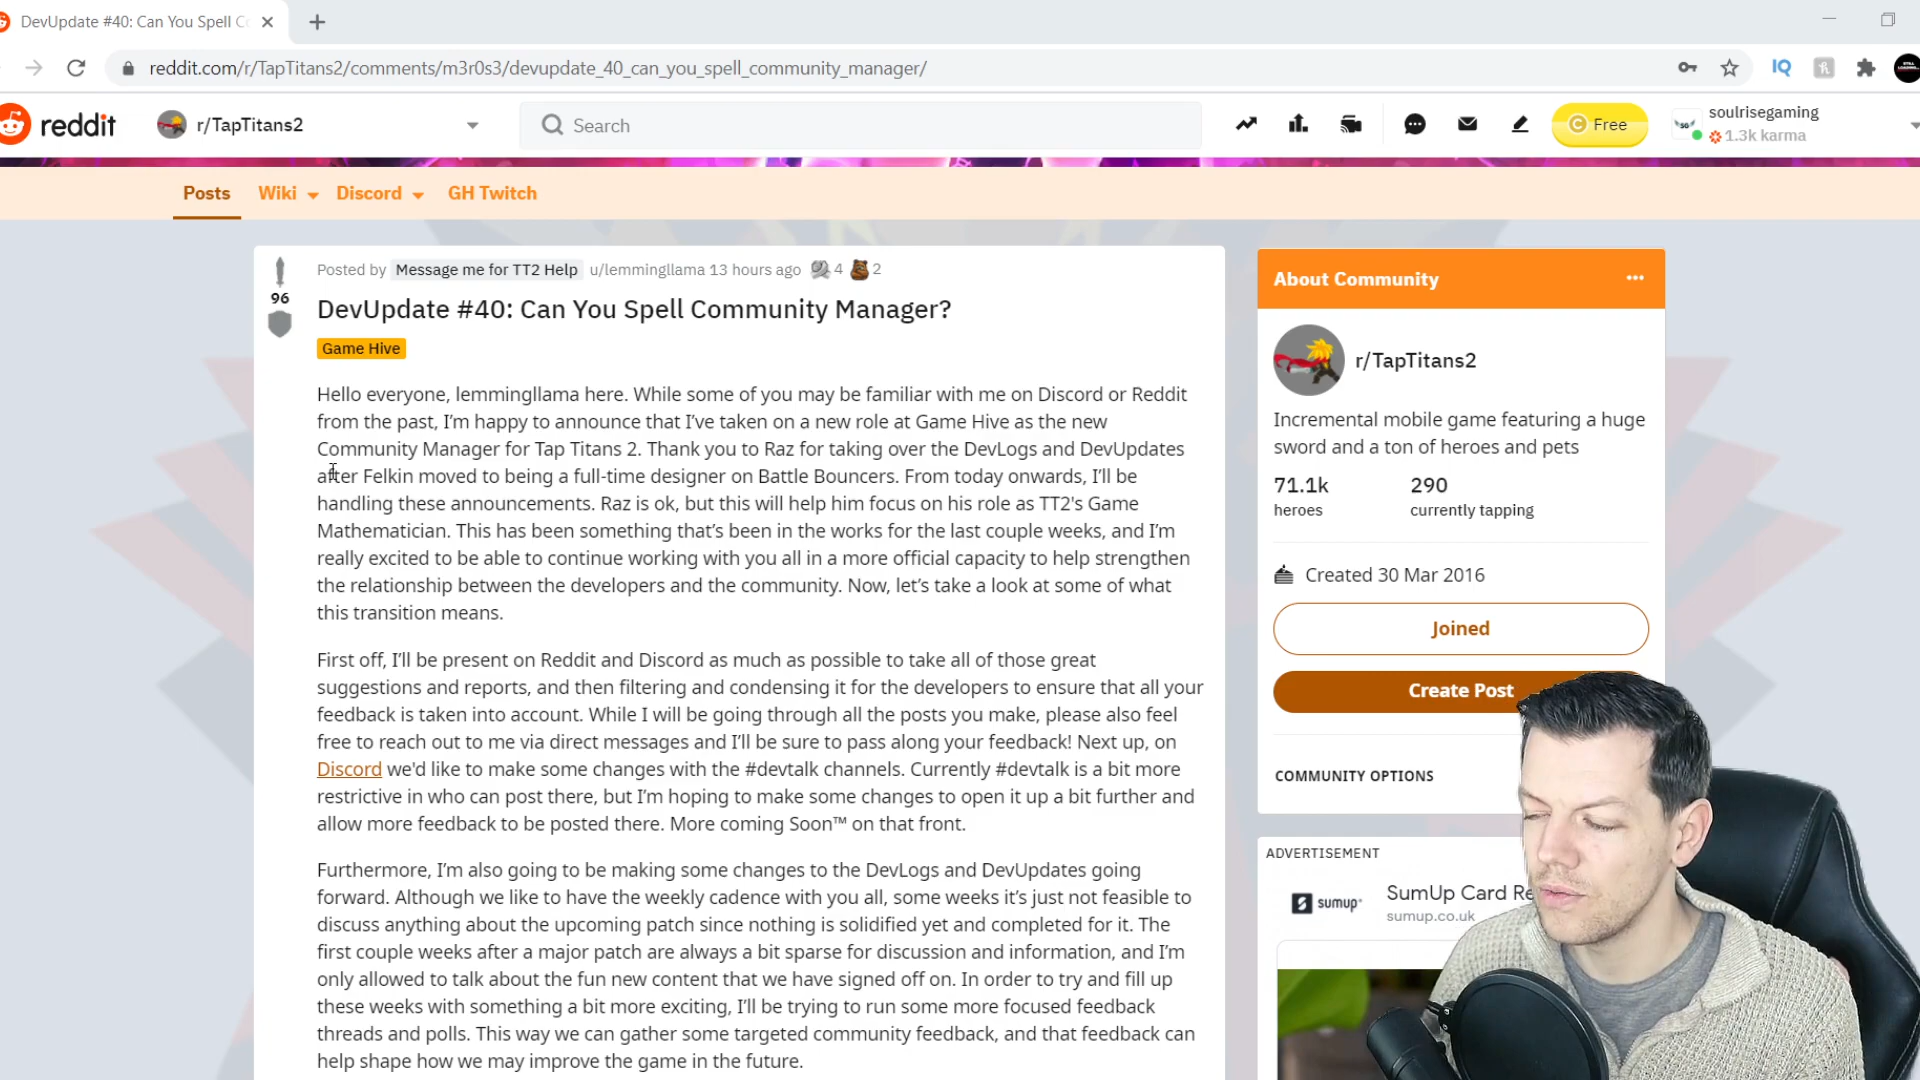 DevUpdate #40: Can You Spell C
reddit.com/r/TapTitans2/comments/m3r0s3/devupdate_40_can_you_spell_community_manager/
IQ
reddit
r/TapTitans2
Search
Free
soulrisegaming
1.3k karma
Posts
Wiki
Discord
GH Twitch
Posted by Message me for TT2 Help u/lemmingllama 13 hours ago 4 2
96
DevUpdate #40: Can You Spell Community Manager?
Game Hive
Hello everyone, lemmingllama here. While some of you may be familiar with me on Discord or Reddit
from the past, I'm happy to announce that I've taken on a new role at Game Hive as the new
Community Manager for Tap Titans 2. Thank you to Raz for taking over the DevLogs and DevUpdates
after Felkin moved to being a full-time designer on Battle Bouncers. From today onwards, I'll be
handling these announcements. Raz is ok, but this will help him focus on his role as TT2's Game
Mathematician. This has been something that's been in the works for the last couple weeks, and I'm
really excited to be able to continue working with you all in a more official capacity to help strengthen
the relationship between the developers and the community. Now, let's take a look at some of what
this transition means.
First off, I'll be present on Reddit and Discord as much as possible to take all of those great
suggestions and reports, and then filtering and condensing it for the developers to ensure that all your
feedback is taken into account. While I will be going through all the posts you make, please also feel
free to reach out to me via direct messages and I'll be sure to pass along your feedback! Next up, on
Discord we'd like to make some changes with the #devtalk channels. Currently #devtalk is a bit more
restrictive in who can post there, but I'm hoping to make some changes to open it up a bit further and
allow more feedback to be posted there. More coming Soon™ on that front.
Furthermore, I'm also going to be making some changes to the DevLogs and DevUpdates going
forward. Although we like to have the weekly cadence with you all, some weeks it's just not feasible to
discuss anything about the upcoming patch since nothing is solidified yet and completed for it. The
first couple weeks after a major patch are always a bit sparse for discussion and information, and I'm
only allowed to talk about the fun new content that we have signed off on. In order to try and fill up
these weeks with something a bit more exciting, I'll be trying to run some more focused feedback
threads and polls. This way we can gather some targeted community feedback, and that feedback can
help shape how we may improve the game in the future.
About Community
r/TapTitans2
Incremental mobile game featuring a huge
sword and a ton of heroes and pets
71.1k
290
heroes
currently tapping
Created 30 Mar 2016
Joined
Create Post
COMMUNITY OPTIONS
ADVERTISEMENT
sumup
SumUp Card Re
sumup.co.uk